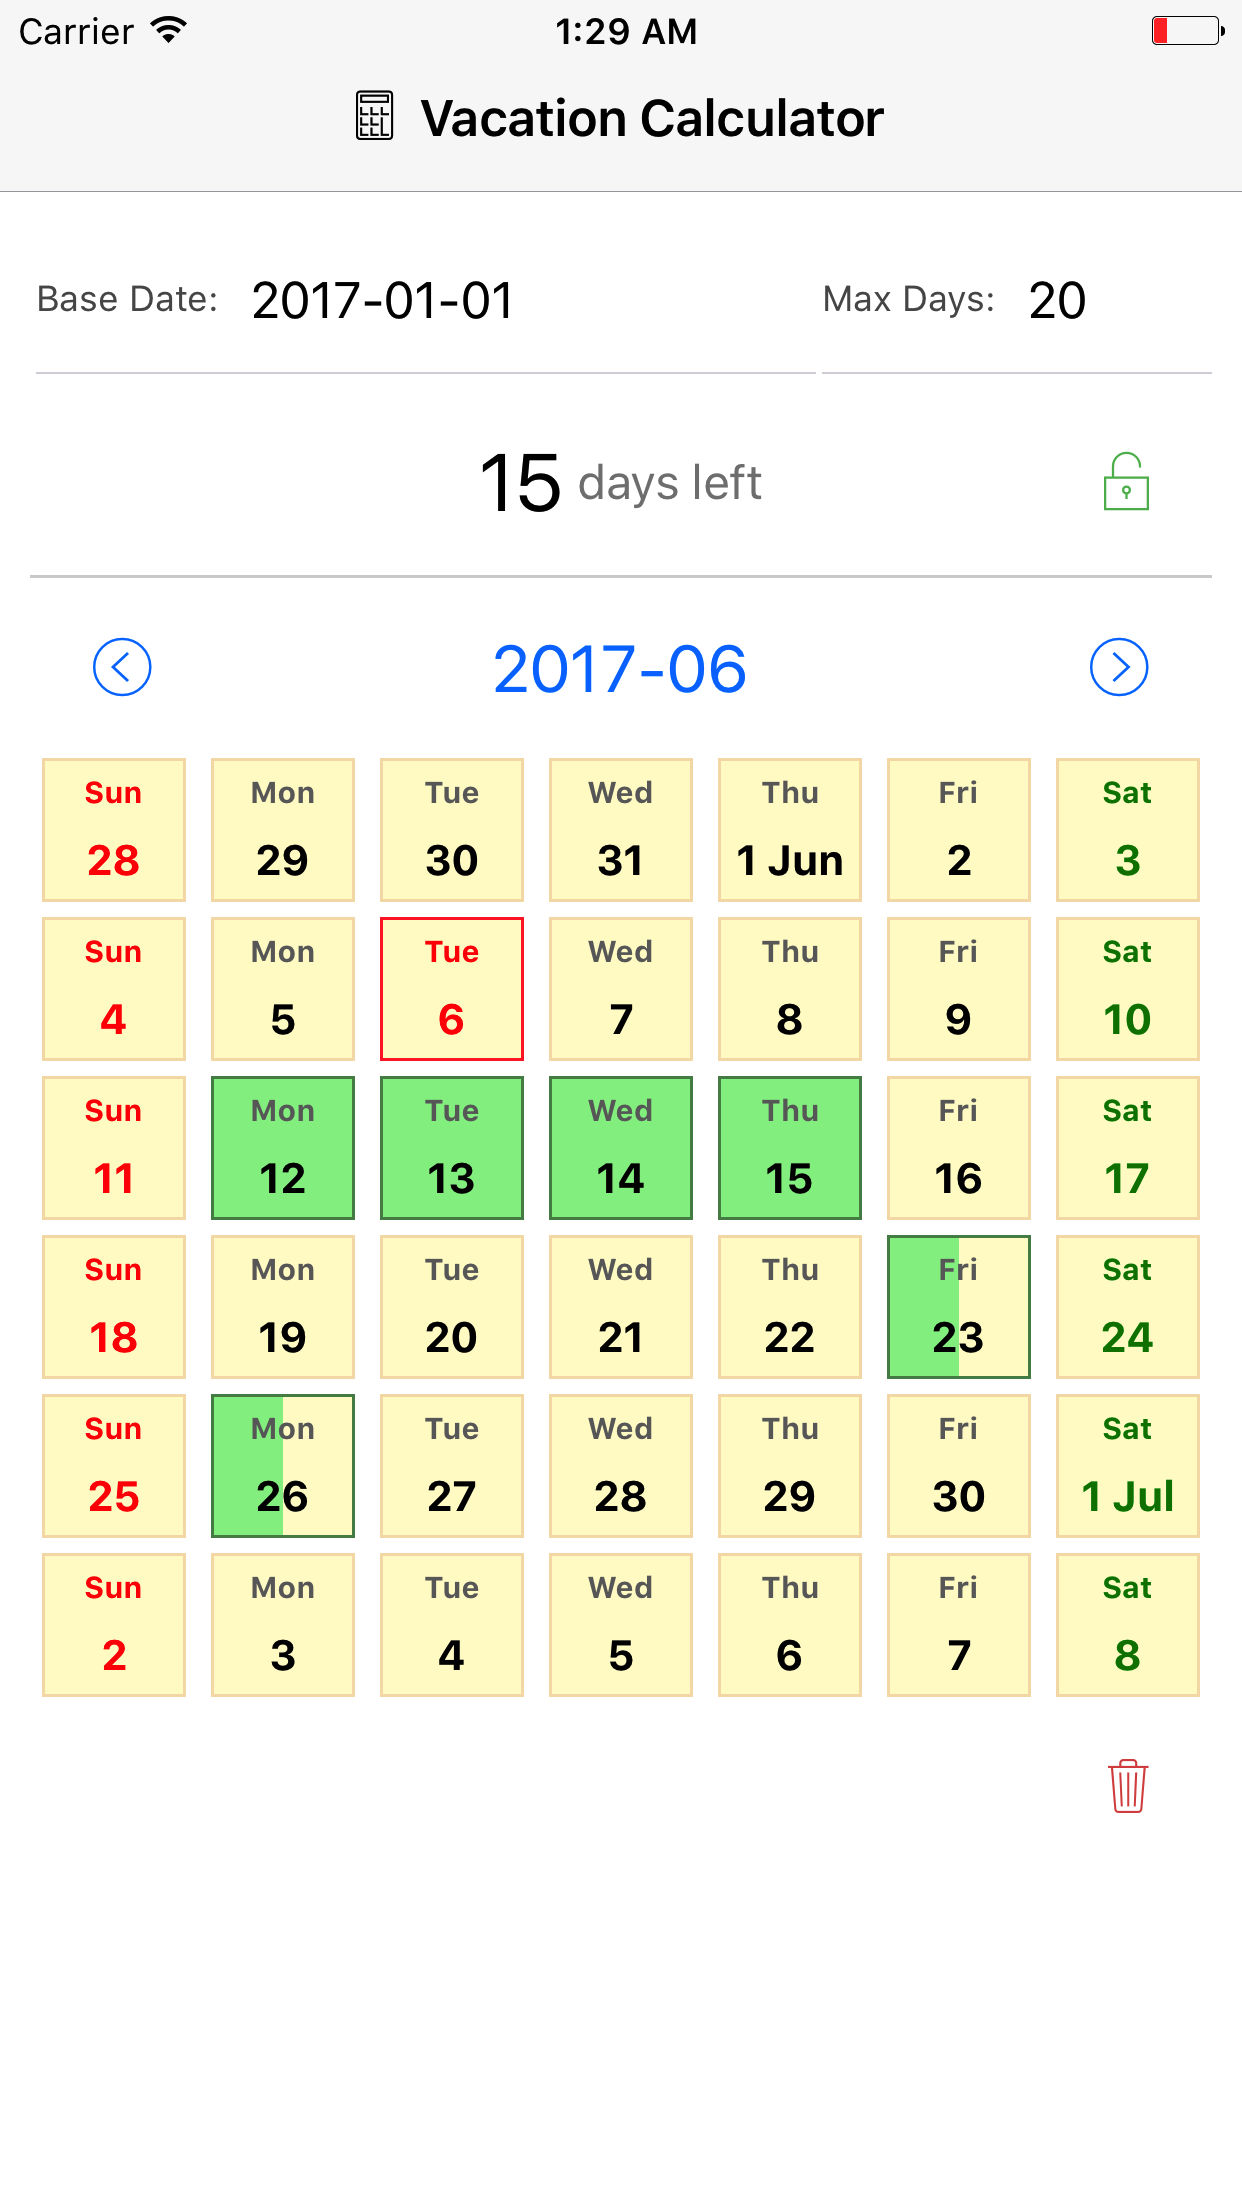 Carrier 1:29 AM
Vacation Calculator
Base Date: 2017-01-01 Max Days: 20
15 days left
2017-06
Sun Mon Tue Wed Thu Fri Sat
28 29 30 31 1 Jun 2 3
Sun Mon Tue Wed Thu Fri Sat
4 5 6 7 8 9 10
Sun Mon Tue Wed Thu Fri Sat
11 12 13 14 15 16 17
Sun Mon Tue Wed Thu Fri Sat
18 19 20 21 22 23 24
Sun Mon Tue Wed Thu Fri Sat
25 26 27 28 29 30 1 Jul
Sun Mon Tue Wed Thu Fri Sat
2 3 4 5 6 7 8